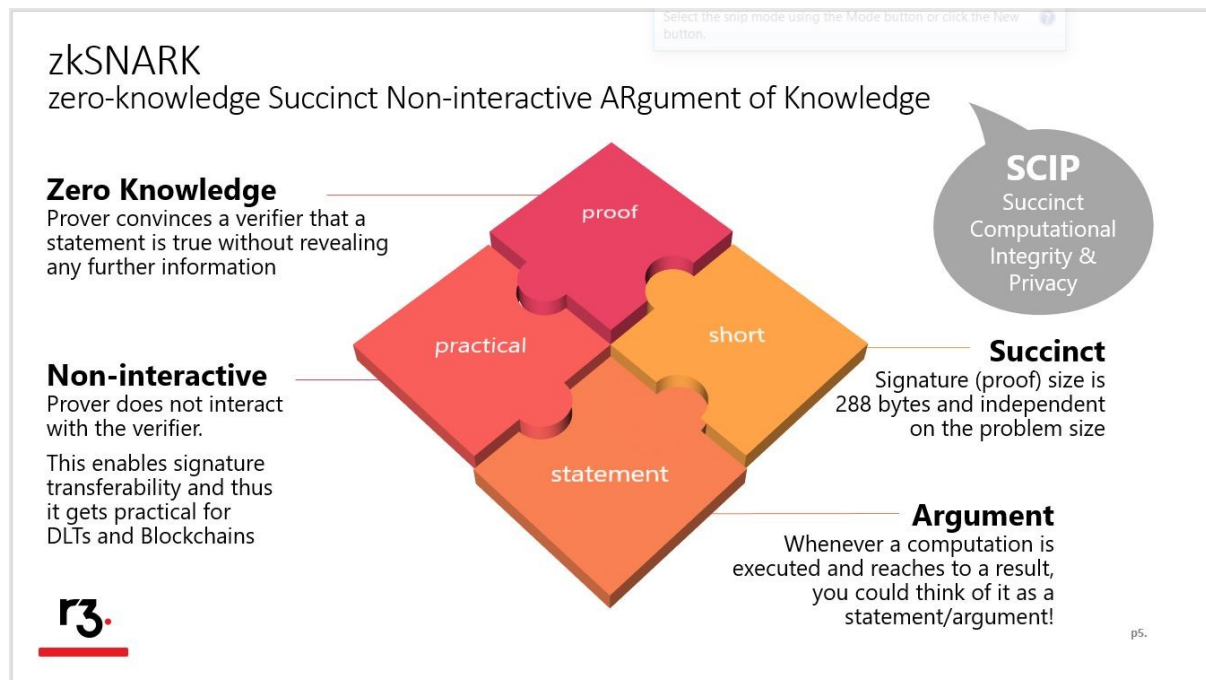 Select the snip mode using the Mode button or click the New
button.
zkSNARK
zero-knowledge Succinct Non-interactive ARgument of Knowledge
SCIP
Succinct
Computational
Integrity &
Privacy
Zero Knowledge
Prover convinces a verifier that a
statement is true without revealing
any further information
proof
practical
short
statement
Non-interactive
Prover does not interact
with the verifier.
This enables signature
transferability and thus
it gets practical for
DLTs and Blockchains
Succinct
Signature (proof) size is
288 bytes and independent
on the problem size
Argument
Whenever a computation is
executed and reaches to a result,
you could think of it as a
statement/argument!
r3.
p5.